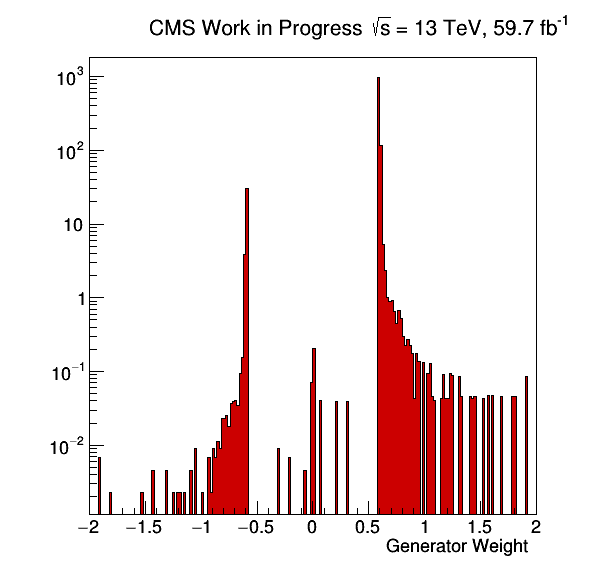 CMS Work in Progress √s = 13 TeV, 59.7 fb⁻¹
10³
10²
10
1
10⁻¹
10⁻²
−2 −1.5 −1 −0.5 0 0.5 1 1.5 2
Generator Weight